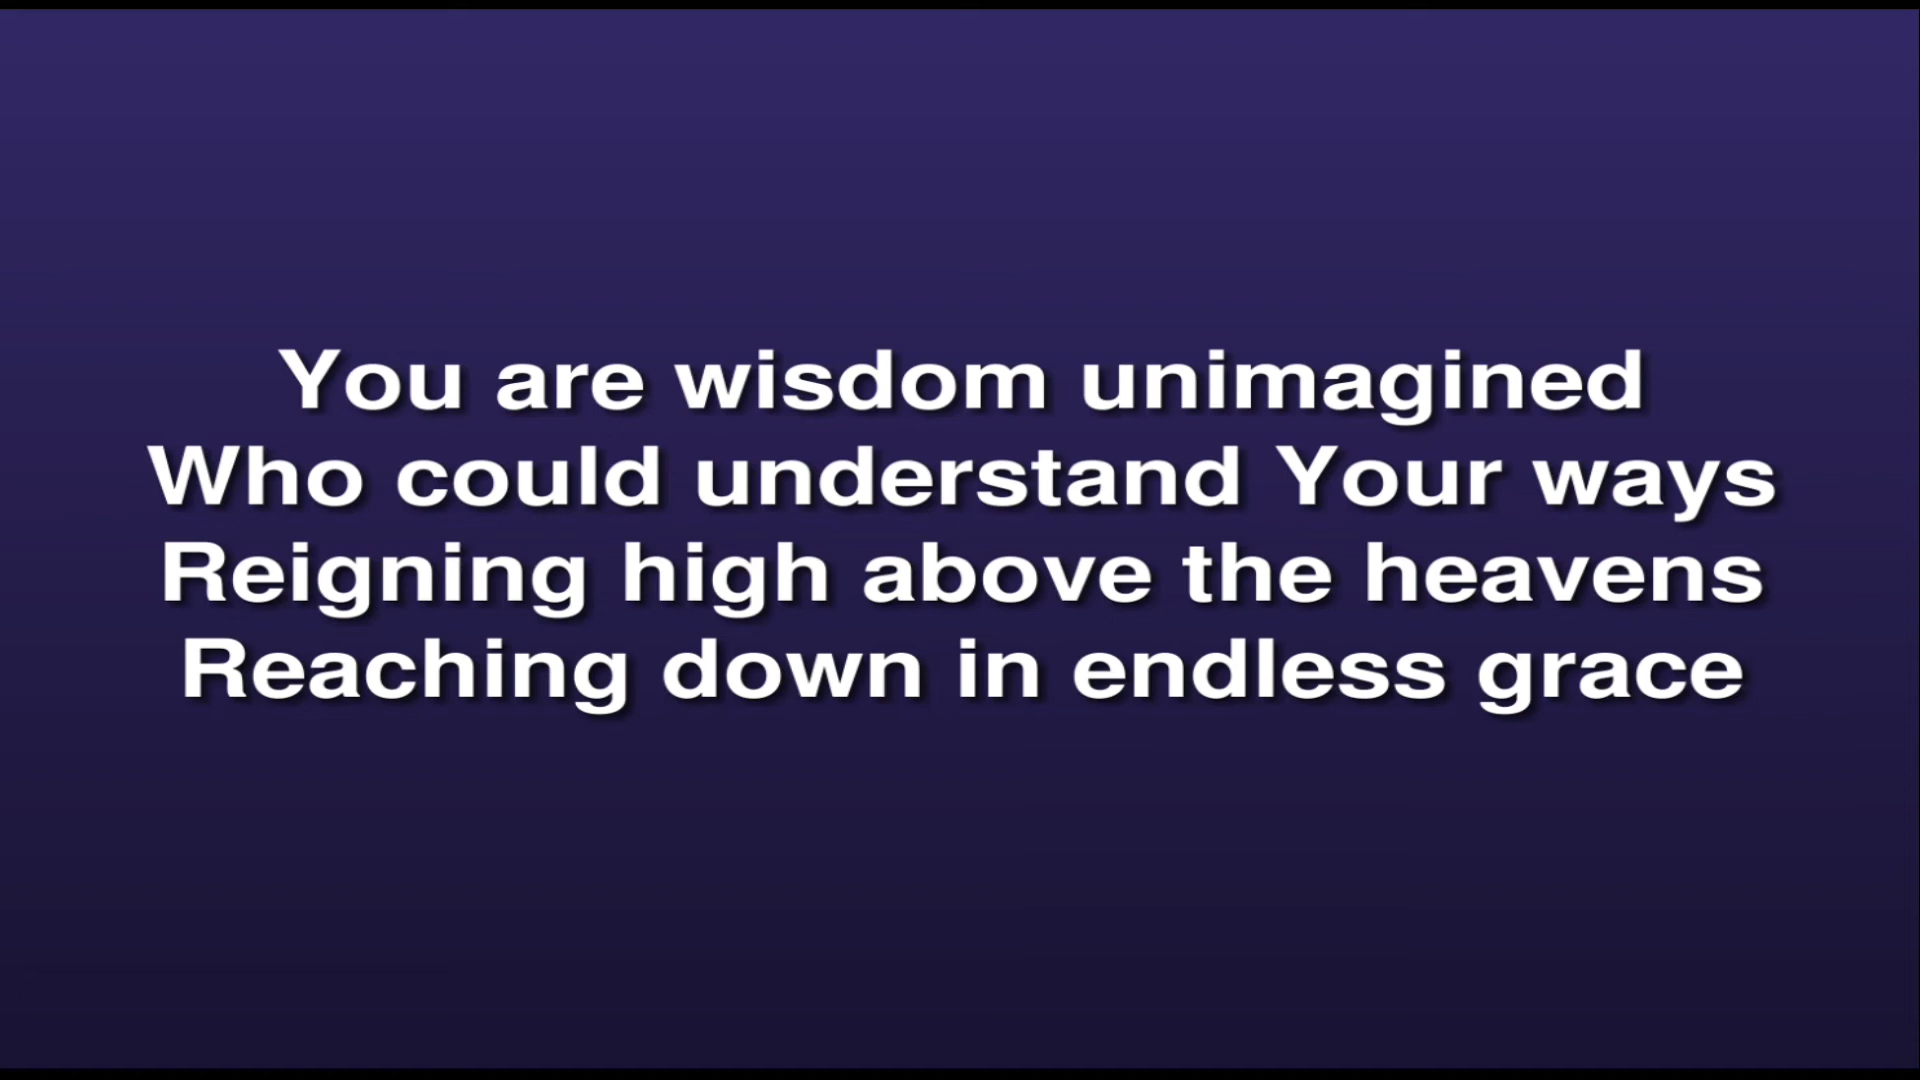 You are wisdom unimagined
Who could understand Your ways
Reigning high above the heavens
Reaching down in endless grace